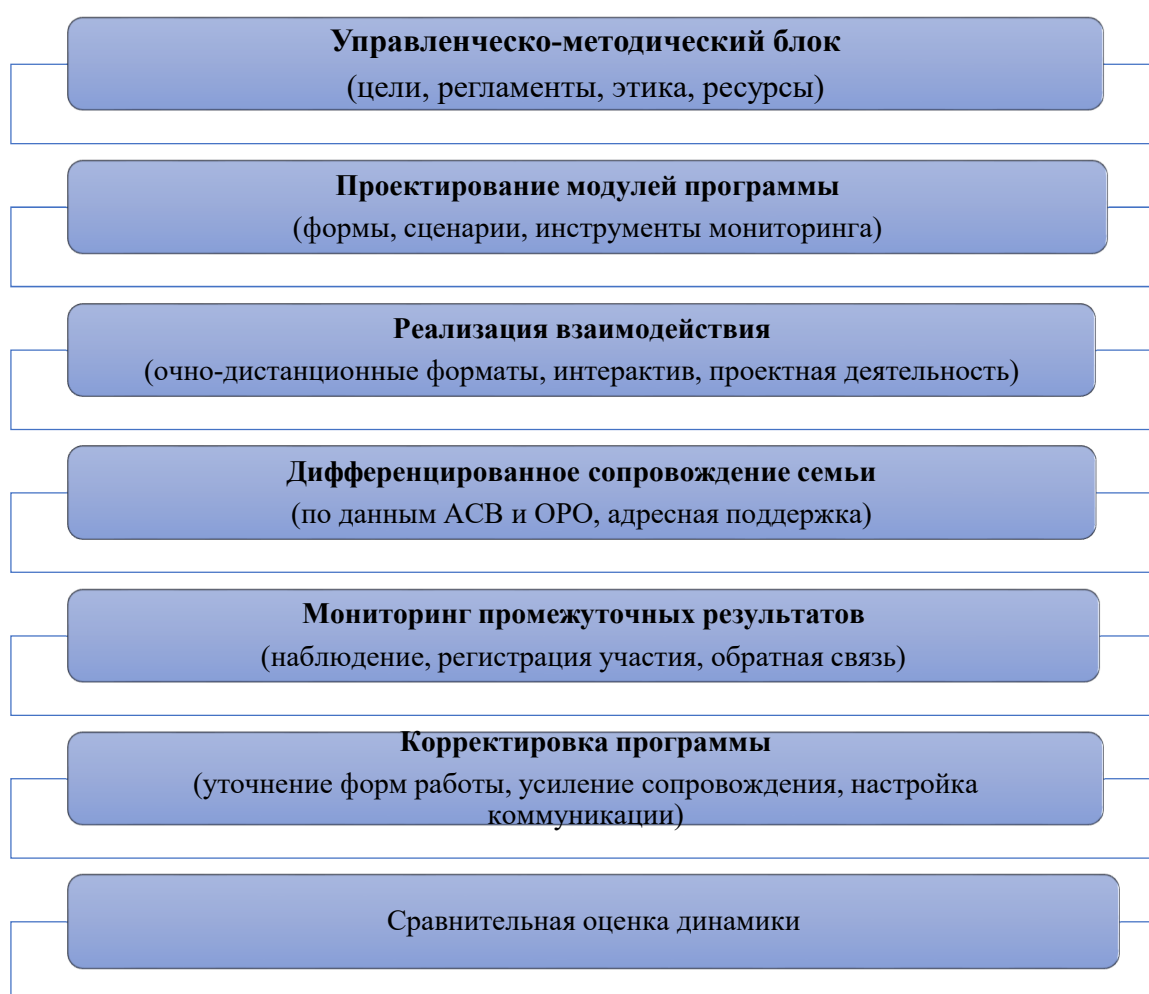 Управленческо-методический блок
(цели, регламенты, этика, ресурсы)
Проектирование модулей программы
(формы, сценарии, инструменты мониторинга)
Реализация взаимодействия
(очно-дистанционные форматы, интерактив, проектная деятельность)
Дифференцированное сопровождение семьи
(по данным АСВ и ОРО, адресная поддержка)
Мониторинг промежуточных результатов
(наблюдение, регистрация участия, обратная связь)
Корректировка программы
(уточнение форм работы, усиление сопровождения, настройка
коммуникации)
Сравнительная оценка динамики